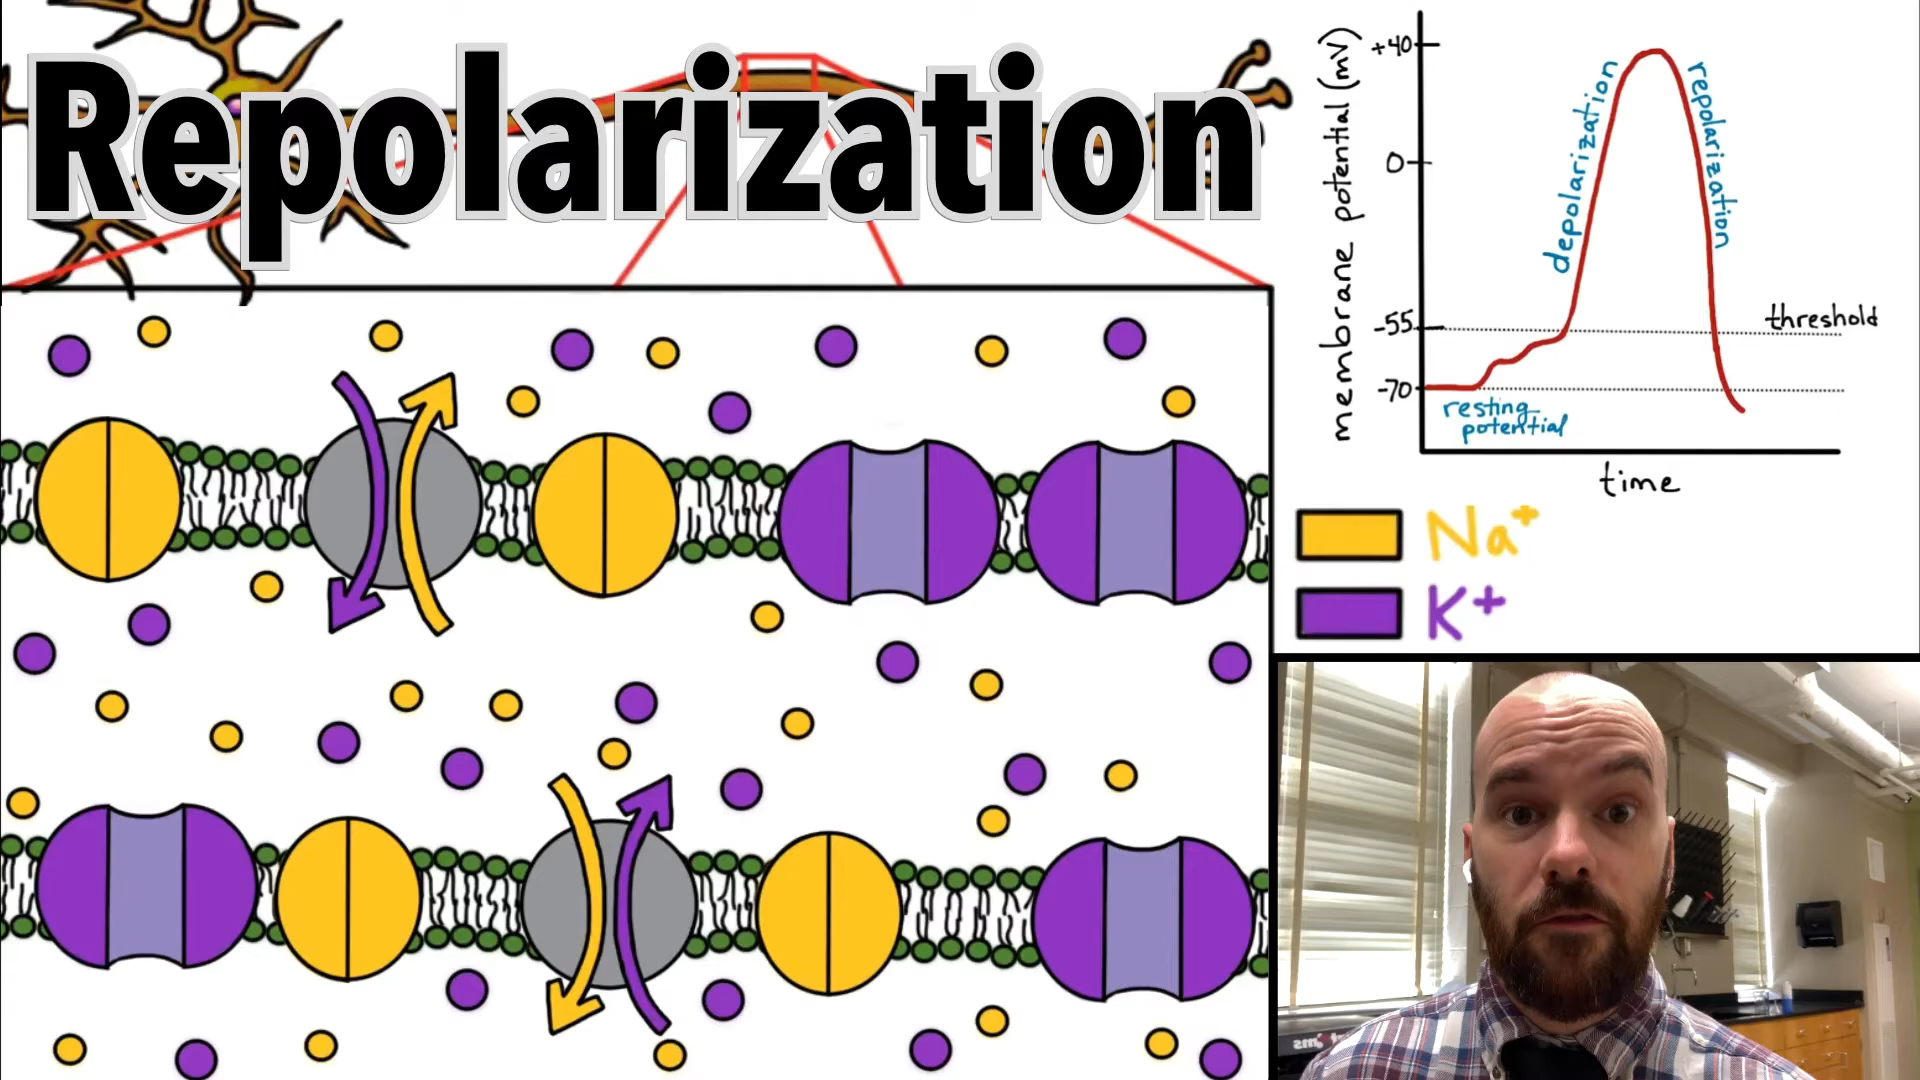 Repolarization
membrane potential (mV)
+40
0
-55
-70
depolarization
repolarization
threshold
resting
potential
time
Na+
K+